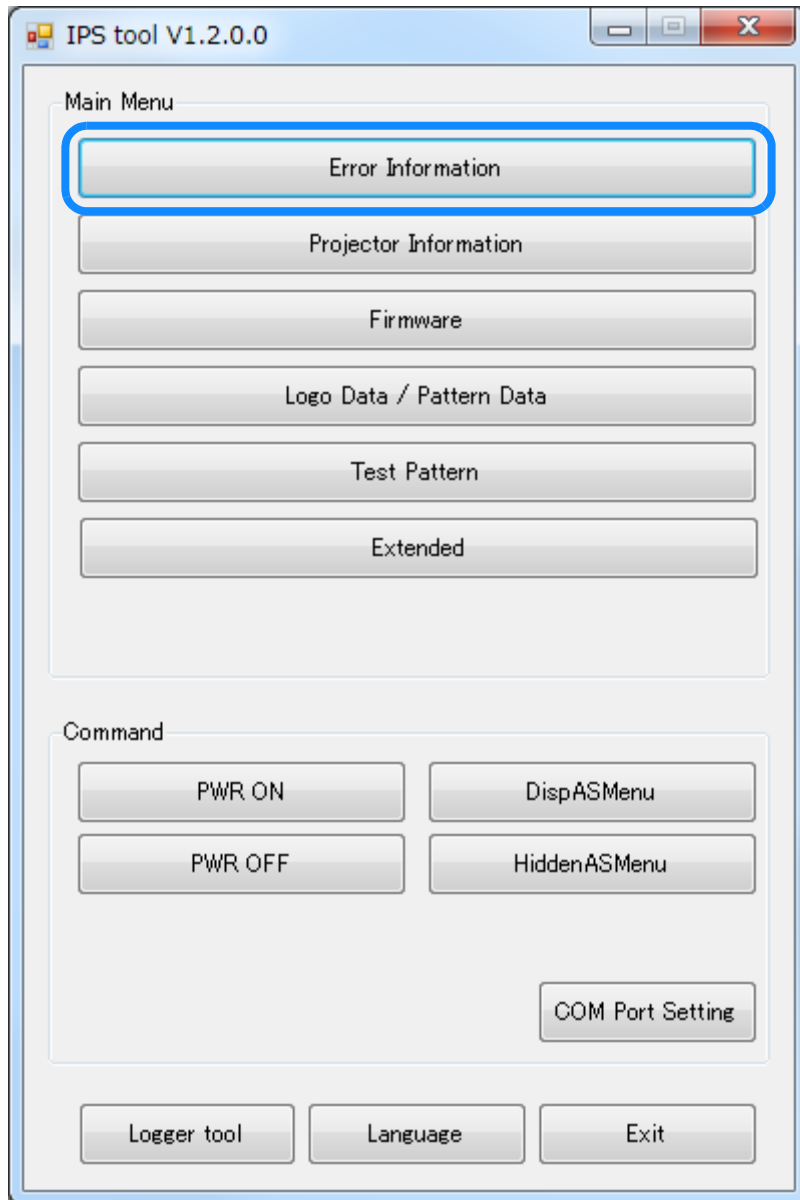 IPS tool V1.2.0.0
Main Menu
Error Information
Projector Information
Firmware
Logo Data / Pattern Data
Test Pattern
Extended
Command
PWR ON
DispASMenu
PWR OFF
HiddenASMenu
COM Port Setting
Logger tool
Language
Exit